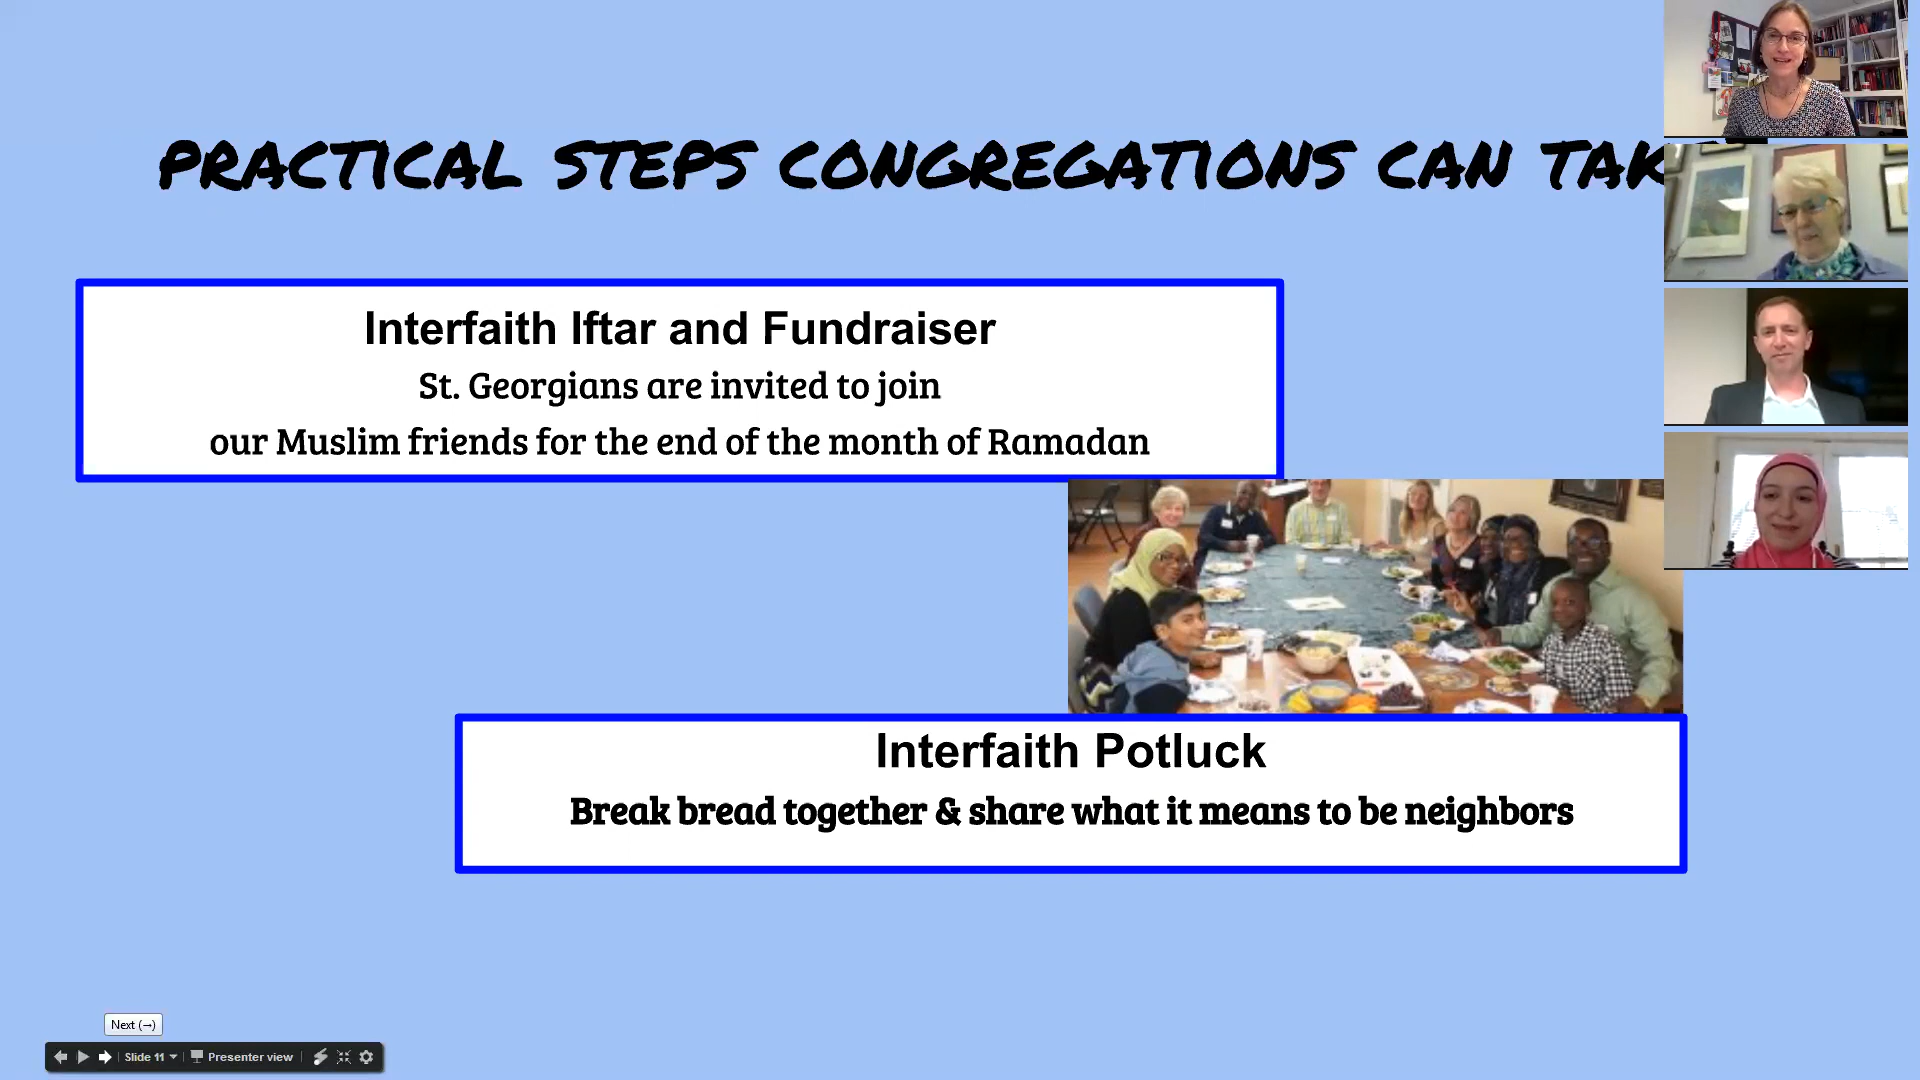 PRACTICAL STEPS CONGREGATIONS CAN TAK
Interfaith Iftar and Fundraiser
St. Georgians are invited to join
our Muslim friends for the end of the month of Ramadan
Interfaith Potluck
Break bread together & share what it means to be neighbors
Next (→)
Slide 11
Presenter view